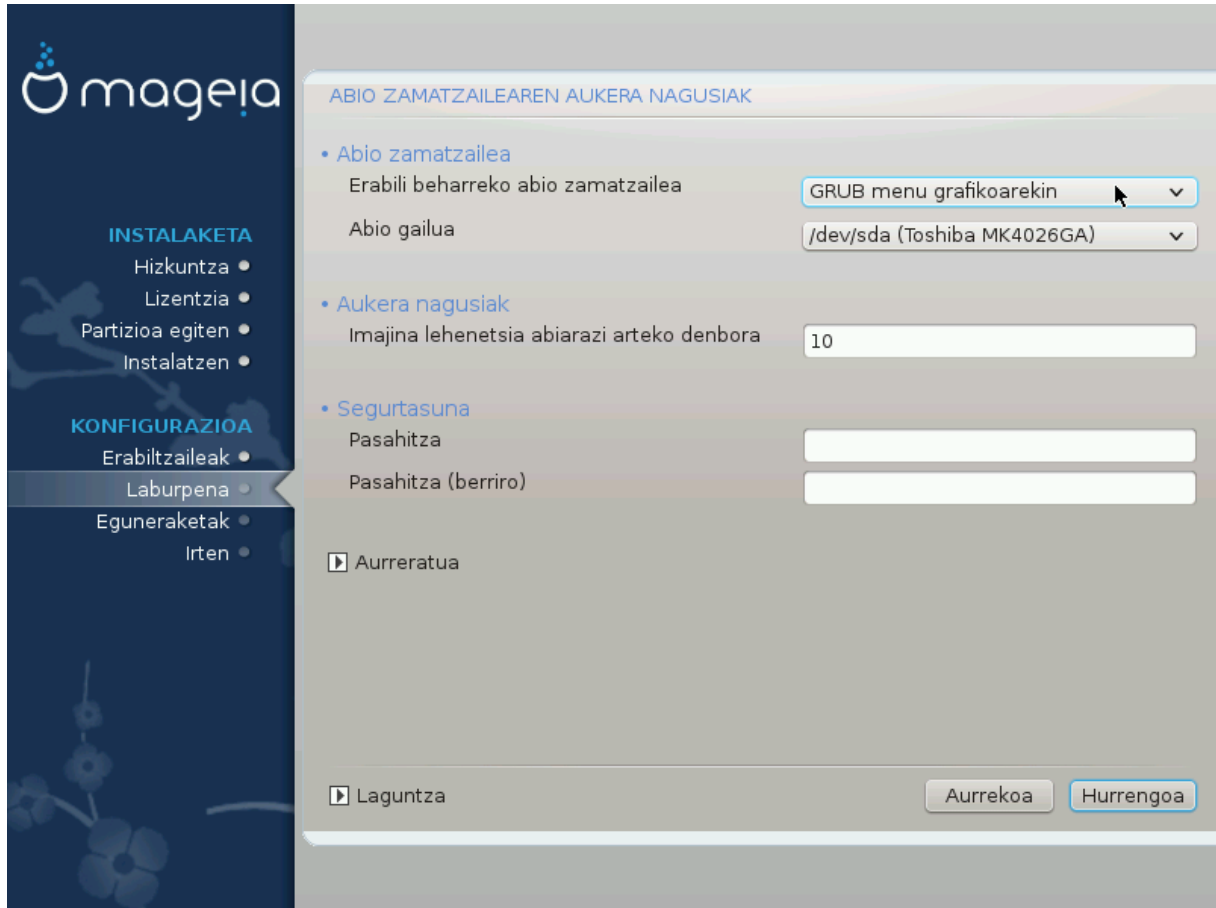 mageia
INSTALAKETA
Hizkuntza
Lizentzia
Partizioa egiten
Instalatzen
KONFIGURAZIOA
Erabiltzaileak
Laburpena
Eguneraketak
Irten
ABIO ZAMATZAILEAREN AUKERA NAGUSIAK
• Abio zamatzailea
Erabili beharreko abio zamatzailea GRUB menu grafikoarekin
Abio gailua /dev/sda (Toshiba MK4026GA)
• Aukera nagusiak
Imajina lehenetsia abiarazi arteko denbora 10
• Segurtasuna
Pasahitza
Pasahitza (berriro)
Aurreratua
Laguntza Aurrekoa Hurrengoa